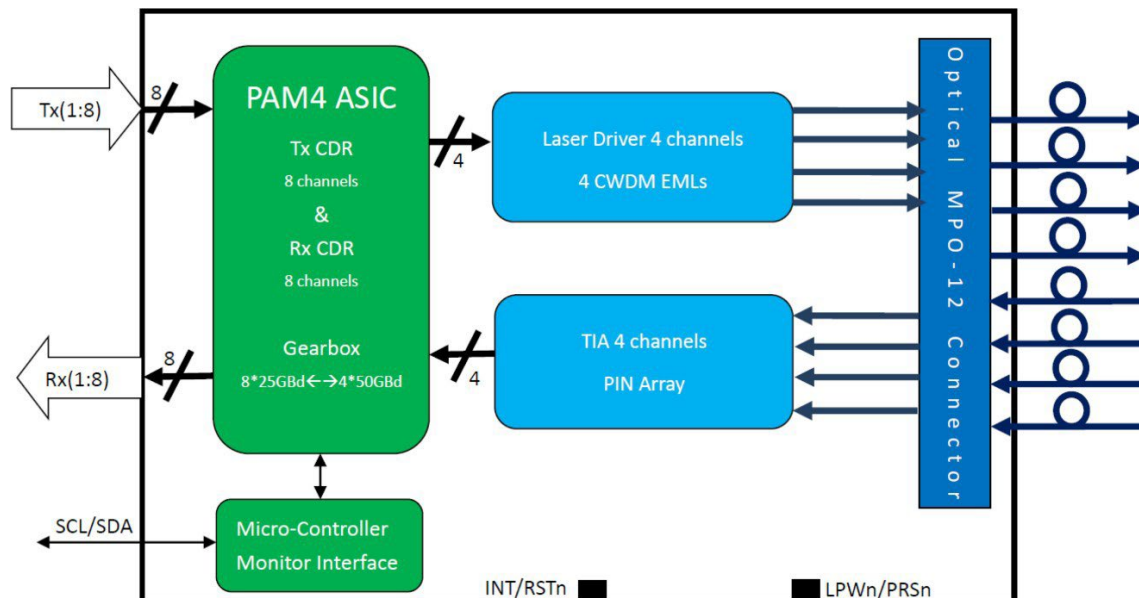 Tx(1:8)
8
PAM4 ASIC
Tx CDR
8 channels
&
Rx CDR
8 channels
Gearbox
8*25GBd←→4*50GBd
4
Laser Driver 4 channels
4 CWDM EMLs
Optical MPO-12 Connector
Rx(1:8)
8
4
TIA 4 channels
PIN Array
SCL/SDA
Micro-Controller
Monitor Interface
INT/RSTn
LPWn/PRSn